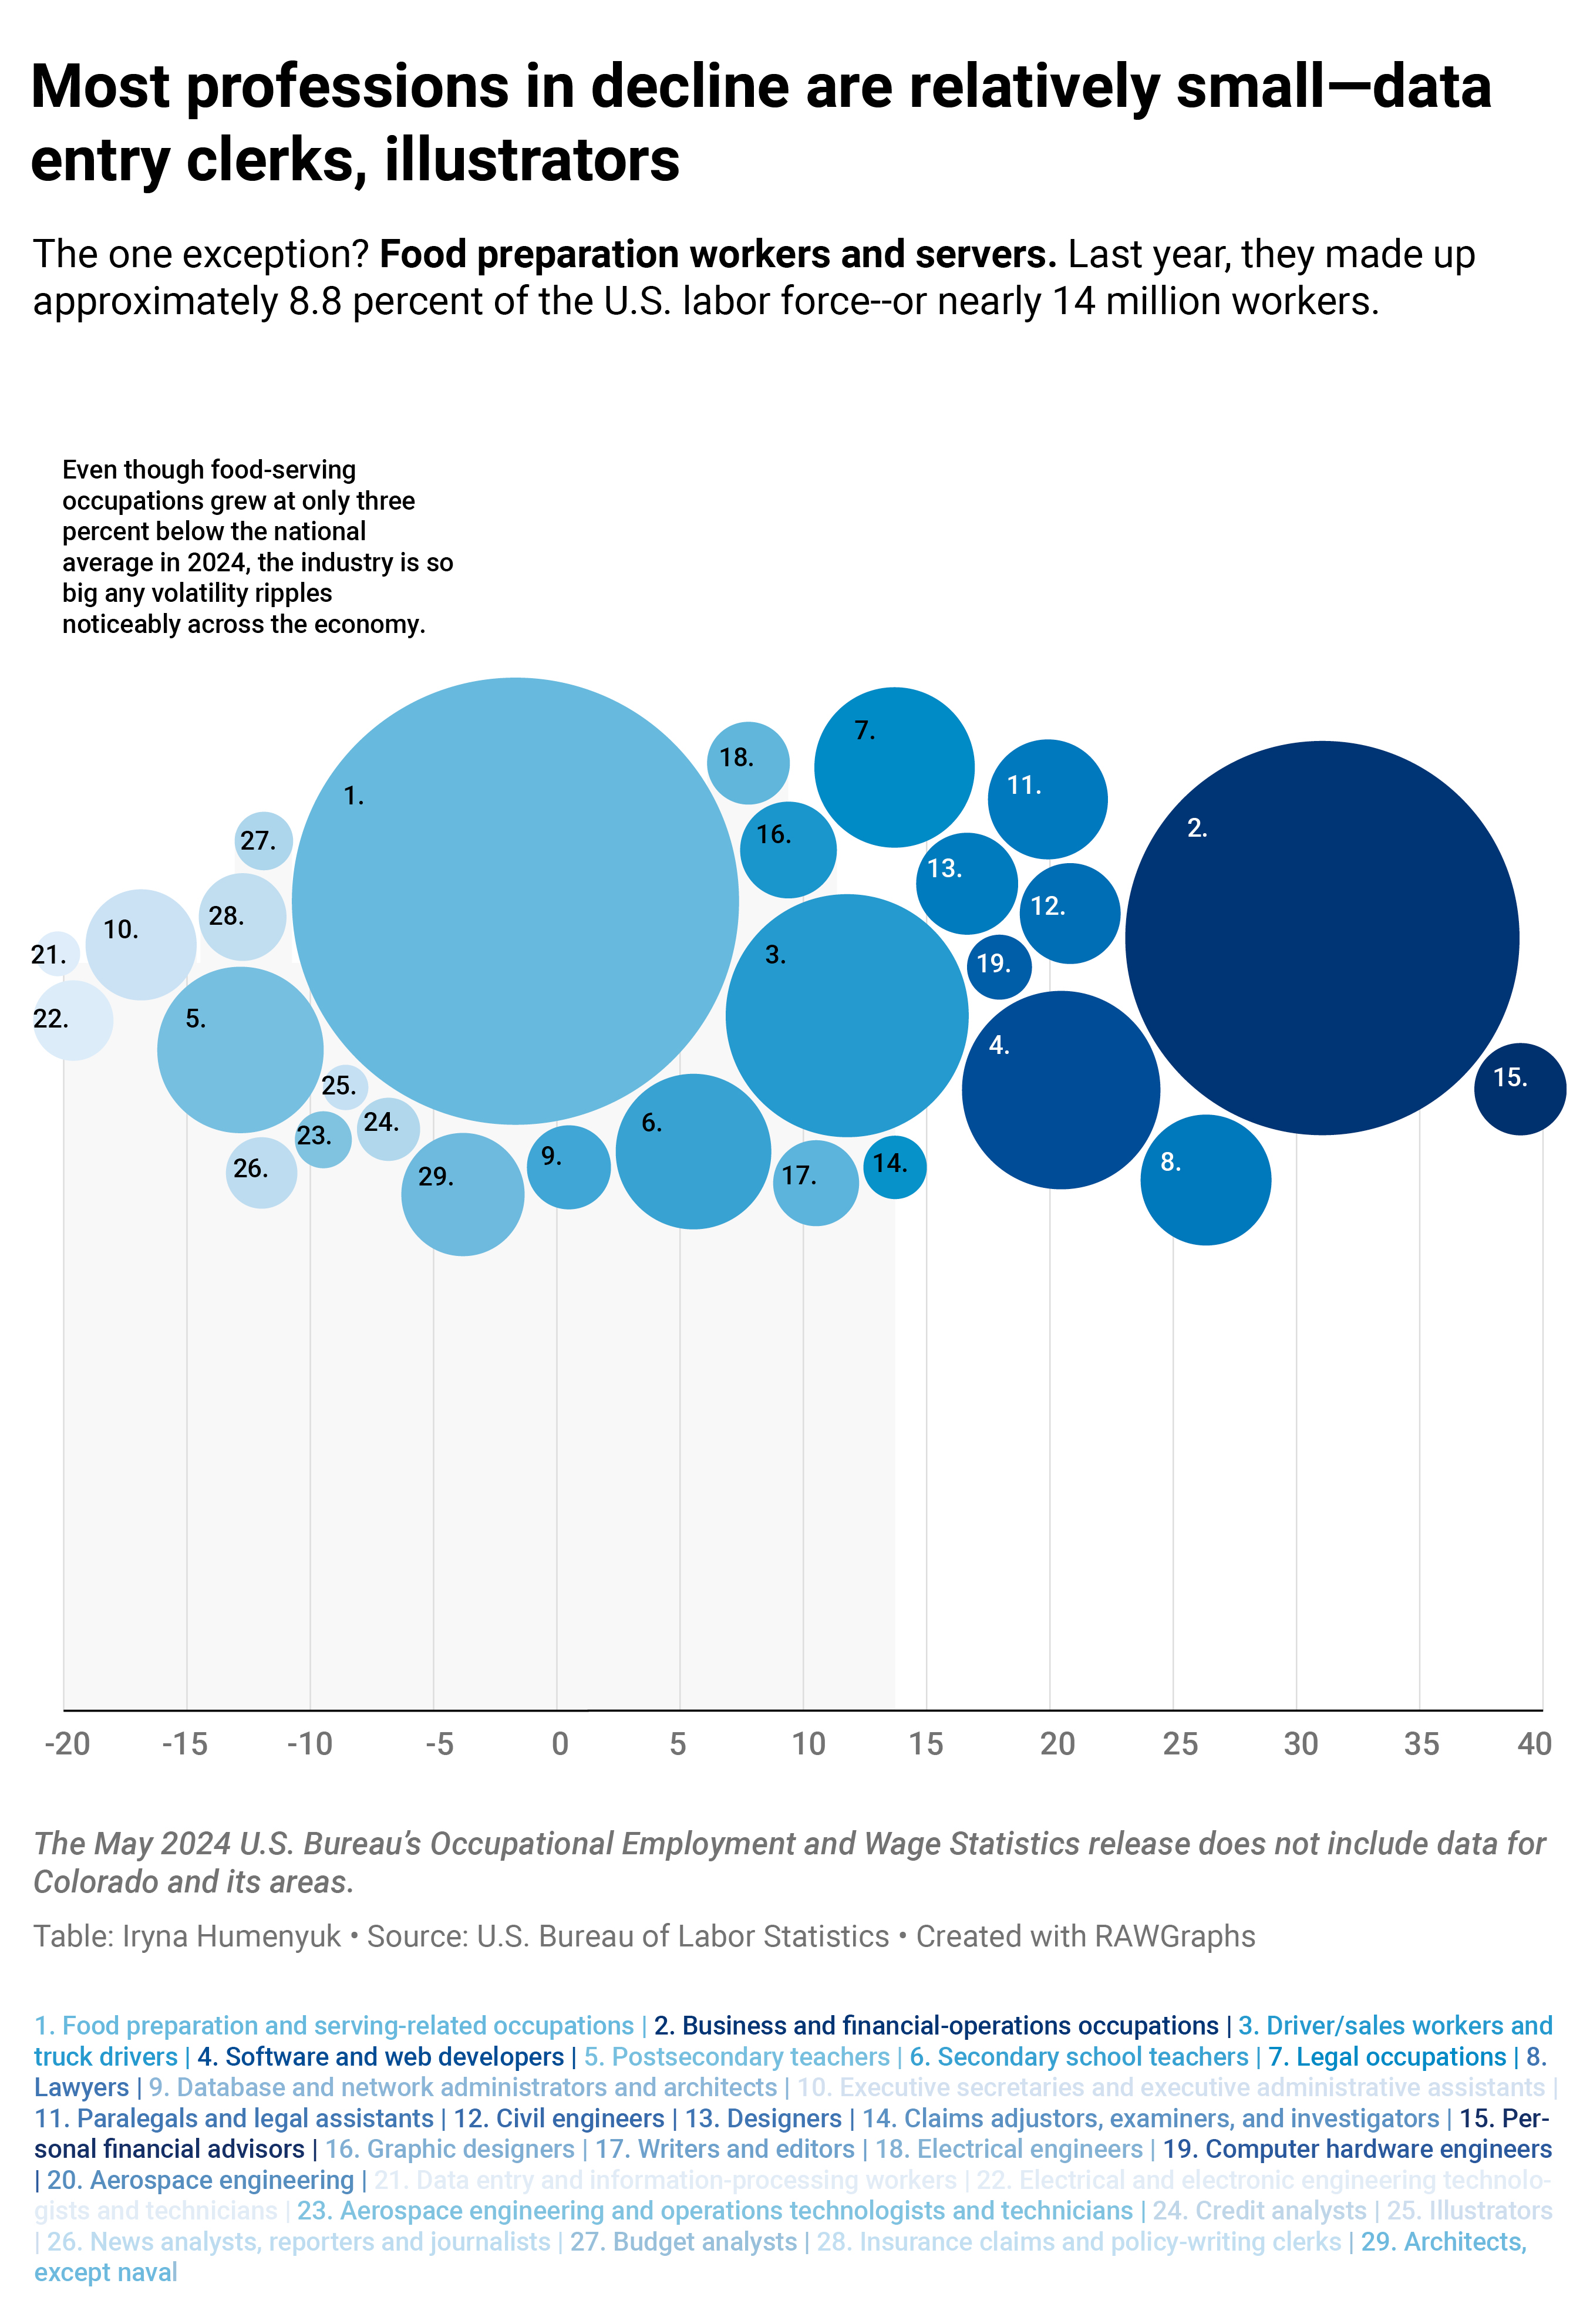 Most professions in decline are relatively small—data
entry clerks, illustrators
The one exception? Food preparation workers and servers. Last year, they made up
approximately 8.8 percent of the U.S. labor force--or nearly 14 million workers.
Even though food-serving
occupations grew at only three
percent below the national
average in 2024, the industry is so
big any volatility ripples
noticeably across the economy.
7.
18.
11.
1.
2.
16.
27.
13.
12.
28.
10.
3.
21.
19.
22.
5.
4.
15.
25.
24.
6.
23.
9.
8.
14.
26.
29.
17.
-20 -15 -10 -5 0 5 10 15 20 25 30 35 40
The May 2024 U.S. Bureau’s Occupational Employment and Wage Statistics release does not include data for
Colorado and its areas.
Table: Iryna Humenyuk • Source: U.S. Bureau of Labor Statistics • Created with RAWGraphs
1. Food preparation and serving-related occupations | 2. Business and financial-operations occupations | 3. Driver/sales workers and
truck drivers | 4. Software and web developers | 5. Postsecondary teachers | 6. Secondary school teachers | 7. Legal occupations | 8.
Lawyers | 9. Database and network administrators and architects | 10. Executive secretaries and executive administrative assistants |
11. Paralegals and legal assistants | 12. Civil engineers | 13. Designers | 14. Claims adjustors, examiners, and investigators | 15. Per-
sonal financial advisors | 16. Graphic designers | 17. Writers and editors | 18. Electrical engineers | 19. Computer hardware engineers
| 20. Aerospace engineering | 21. Data entry and information-processing workers | 22. Electrical and electronic engineering technolo-
gists and technicians | 23. Aerospace engineering and operations technologists and technicians | 24. Credit analysts | 25. Illustrators
| 26. News analysts, reporters and journalists | 27. Budget analysts | 28. Insurance claims and policy-writing clerks | 29. Architects,
except naval